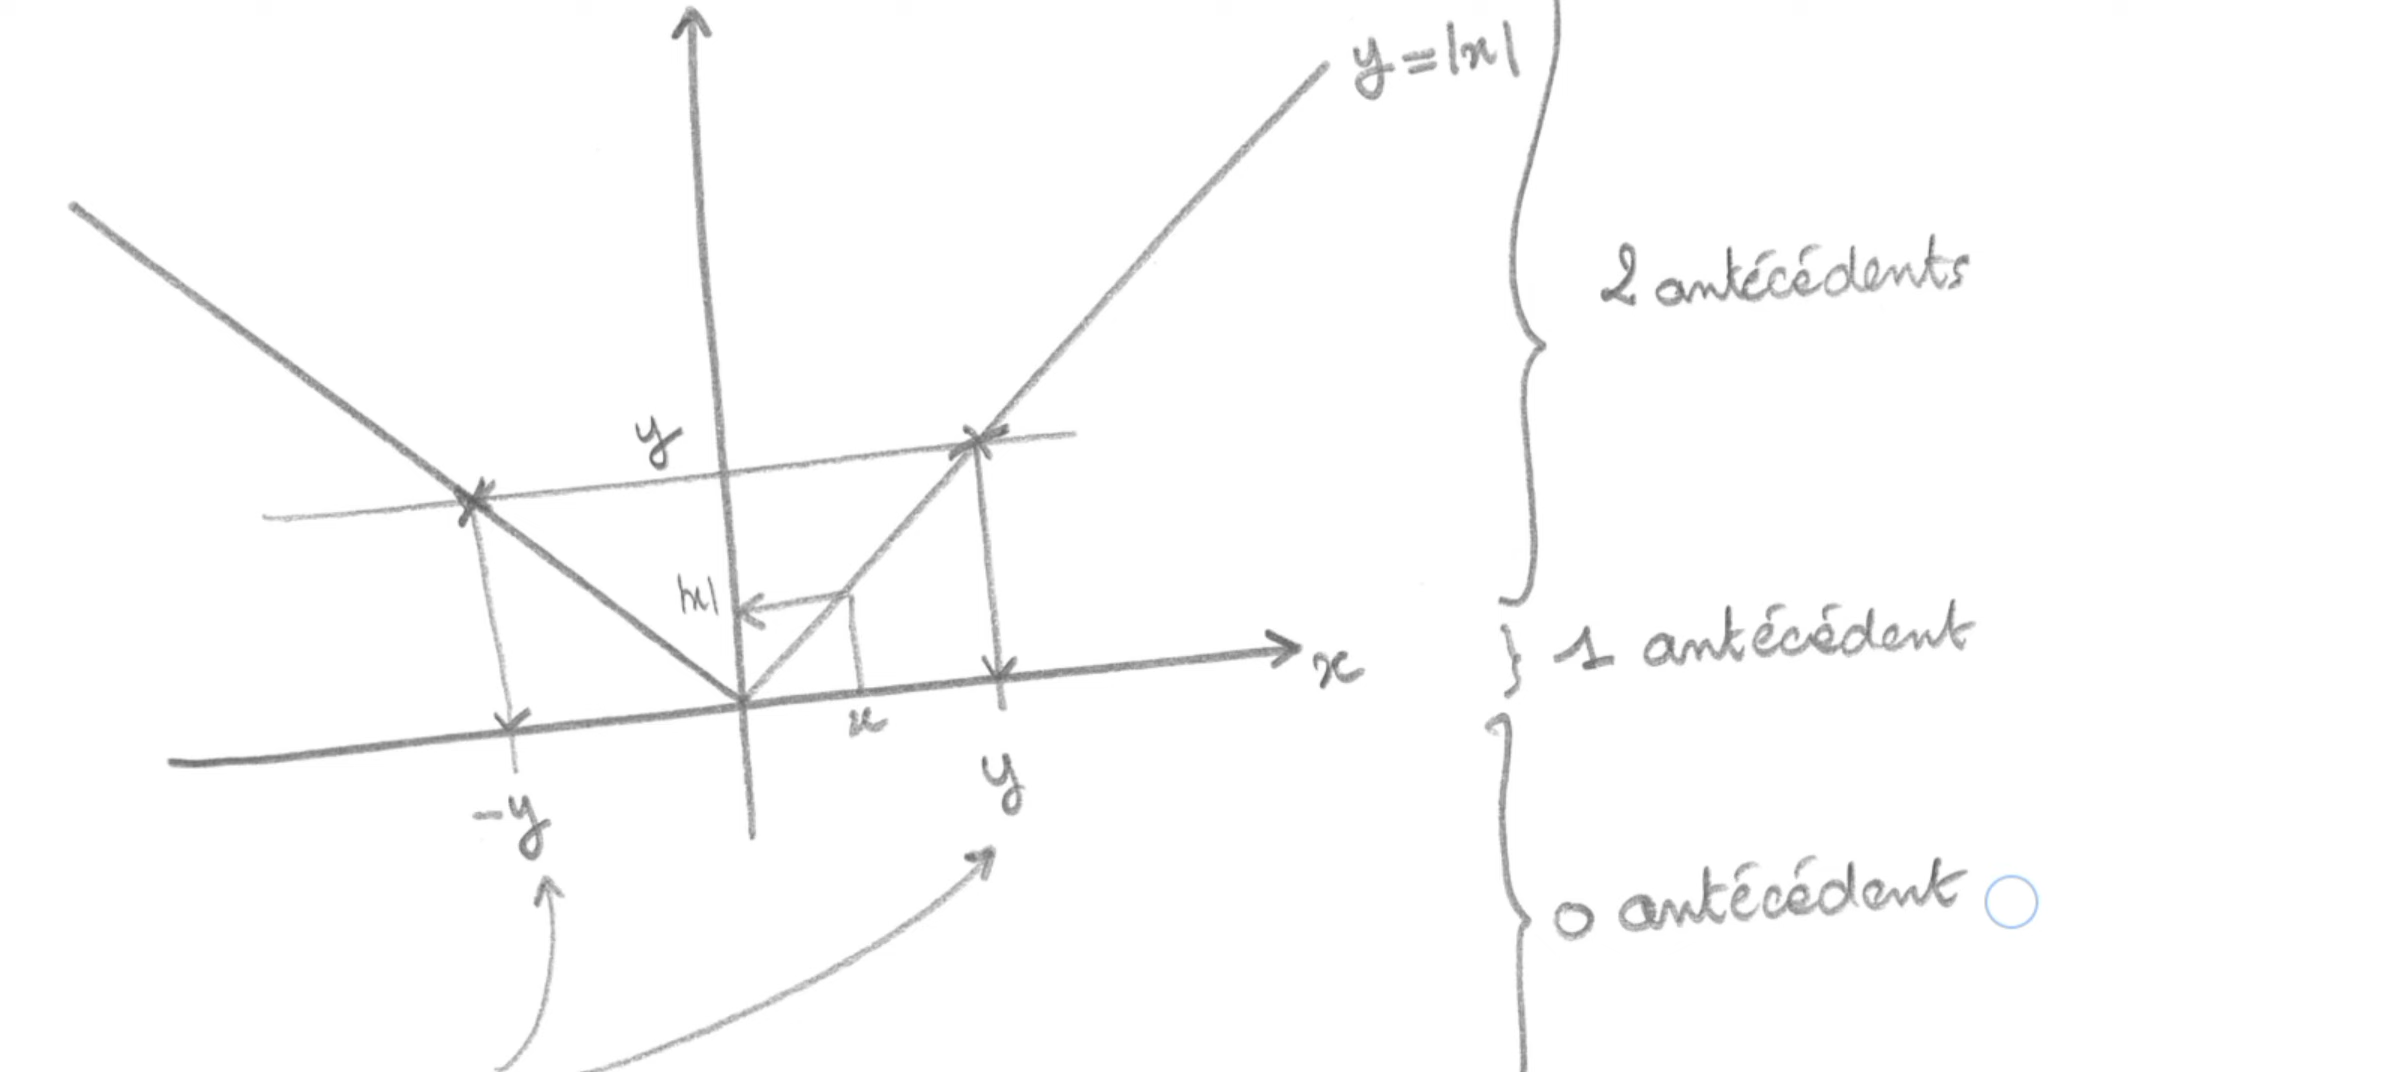 y = |x|
2 antécédents
y
|x|
1 antécédent
x
x
y
-y
0 antécédent